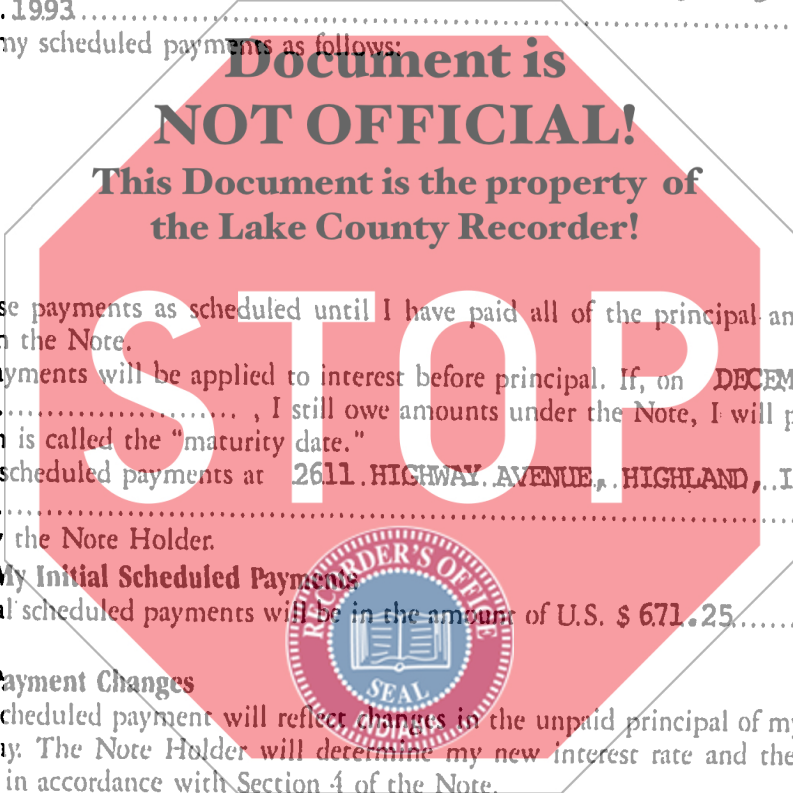 1993
my scheduled payments as follows:
Document is
NOT OFFICIAL!
This Document is the property of
the Lake County Recorder!
STOP
se payments as scheduled until I have paid all of the principal an
n the Note.
yments will be applied to interest before principal. If, on DECEM
, I still owe amounts under the Note, I will p
n is called the "maturity date."
scheduled payments at 2611 HIGHWAY AVENUE, HIGHLAND, I
the Note Holder.
My Initial Scheduled Payments
al scheduled payments will be in the amount of U.S. $ 671.25
ayment Changes
cheduled payment will reflect changes in the unpaid principal of my
ay. The Note Holder will determine my new interest rate and the
in accordance with Section 4 of the Note.
RECORDER'S OFFICE
SEAL